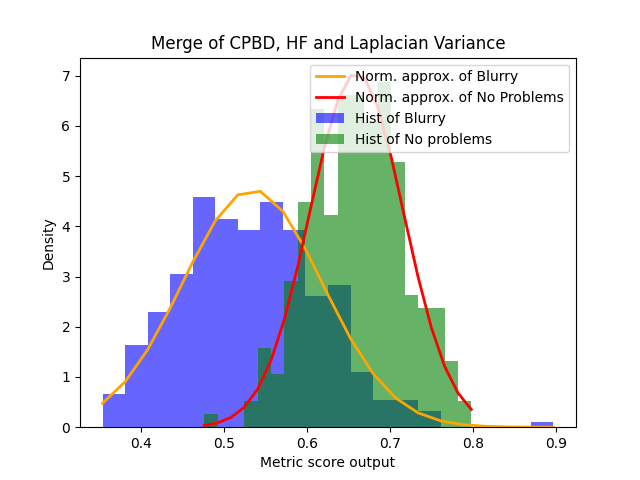 Merge of CPBD, HF and Laplacian Variance
Norm. approx. of Blurry
Norm. approx. of No Problems
Hist of Blurry
Hist of No problems
Density
7
6
5
4
3
2
1
0
0.4 0.5 0.6 0.7 0.8 0.9
Metric score output